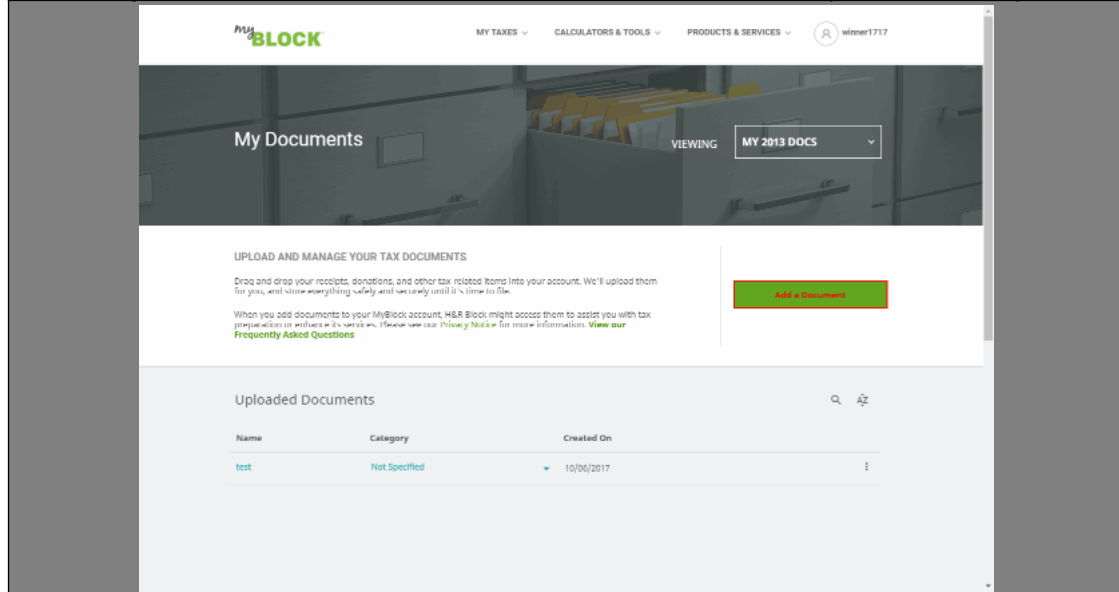 my BLOCK
MY TAXES
CALCULATORS & TOOLS
PRODUCTS & SERVICES
winner1717
My Documents
VIEWING
MY 2013 DOCS
UPLOAD AND MANAGE YOUR TAX DOCUMENTS
Drag and drop your receipts, donations, and other tax related items into your account. We'll upload them
for you, and store everything safely and securely until it's time to file.
When you add documents to your MyBlock account, H&R Block might access them to assist you with tax
preparation or enhance its services. Please see our Privacy Notice for more information. View our
Frequently Asked Questions
Add a Document
Uploaded Documents
AZ
Name Category Created On
test Not Specified 10/06/2017